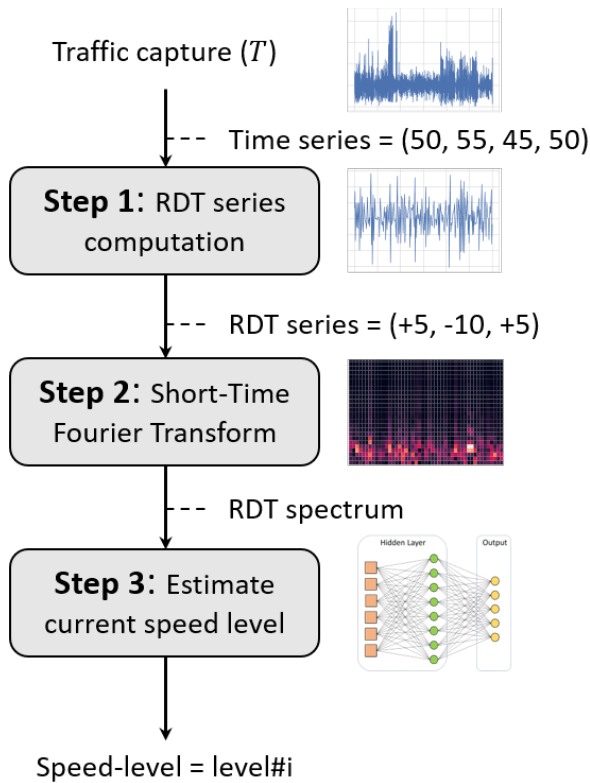 Traffic capture (T)
Time series = (50, 55, 45, 50)
Step 1: RDT series
computation
RDT series = (+5, -10, +5)
Step 2: Short-Time
Fourier Transform
RDT spectrum
Hidden Layer
Output
Step 3: Estimate
current speed level
Speed-level = level#i